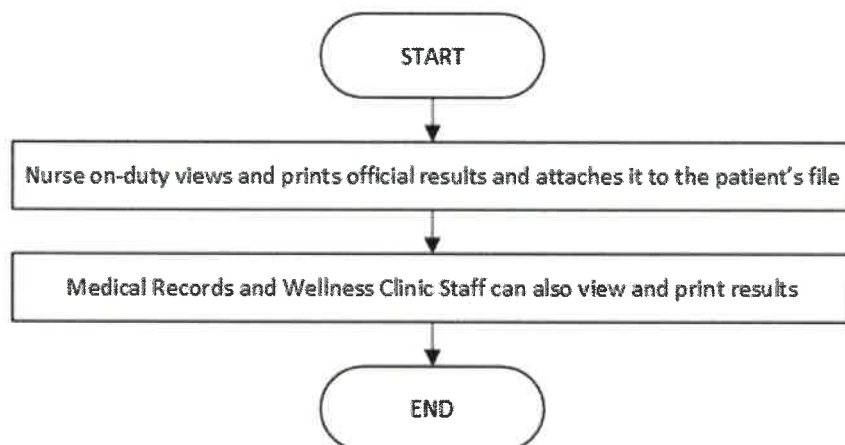 START
Nurse on-duty views and prints official results and attaches it to the patient's file
Medical Records and Wellness Clinic Staff can also view and print results
END